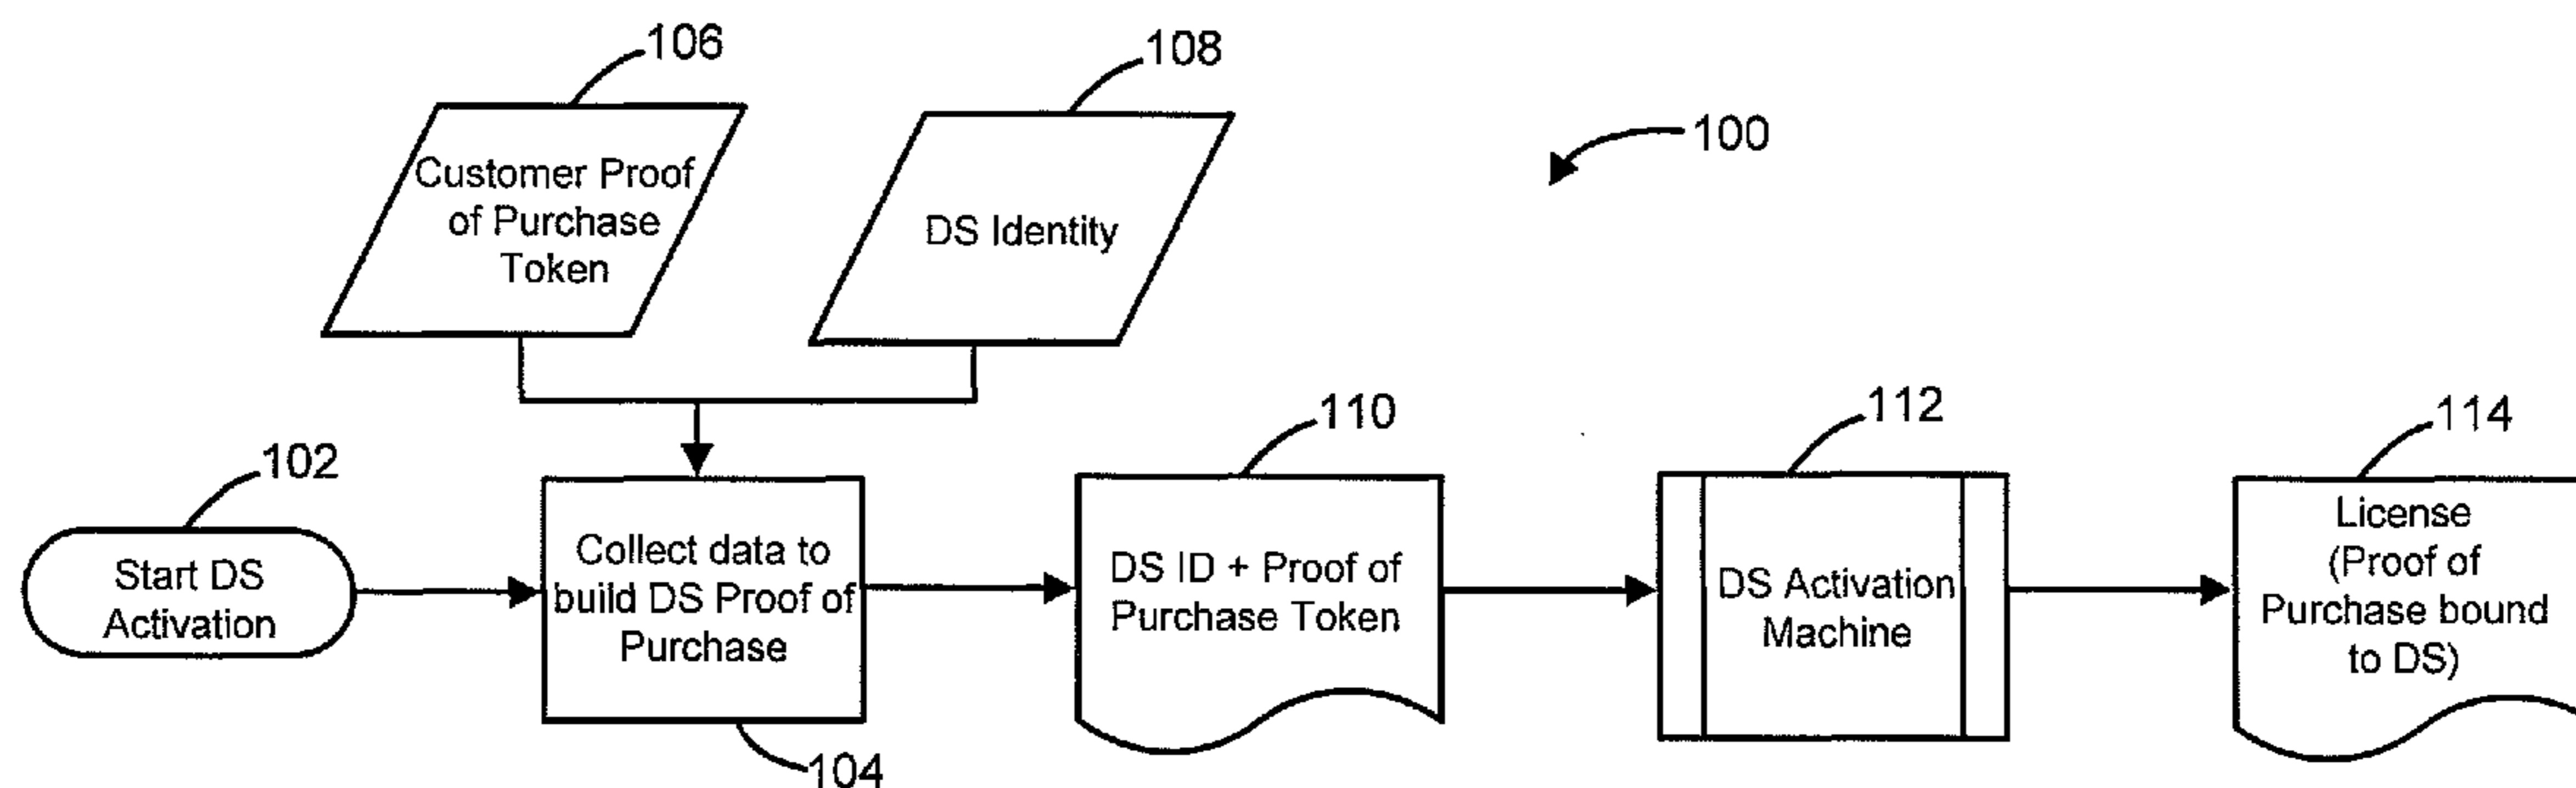 106
108
100
Customer Proof
of Purchase
Token
DS Identity
110
112
114
102
Start DS
Activation
Collect data to
build DS Proof of
Purchase
DS ID + Proof of
Purchase Token
DS Activation
Machine
License
(Proof of
Purchase bound
to DS)
104